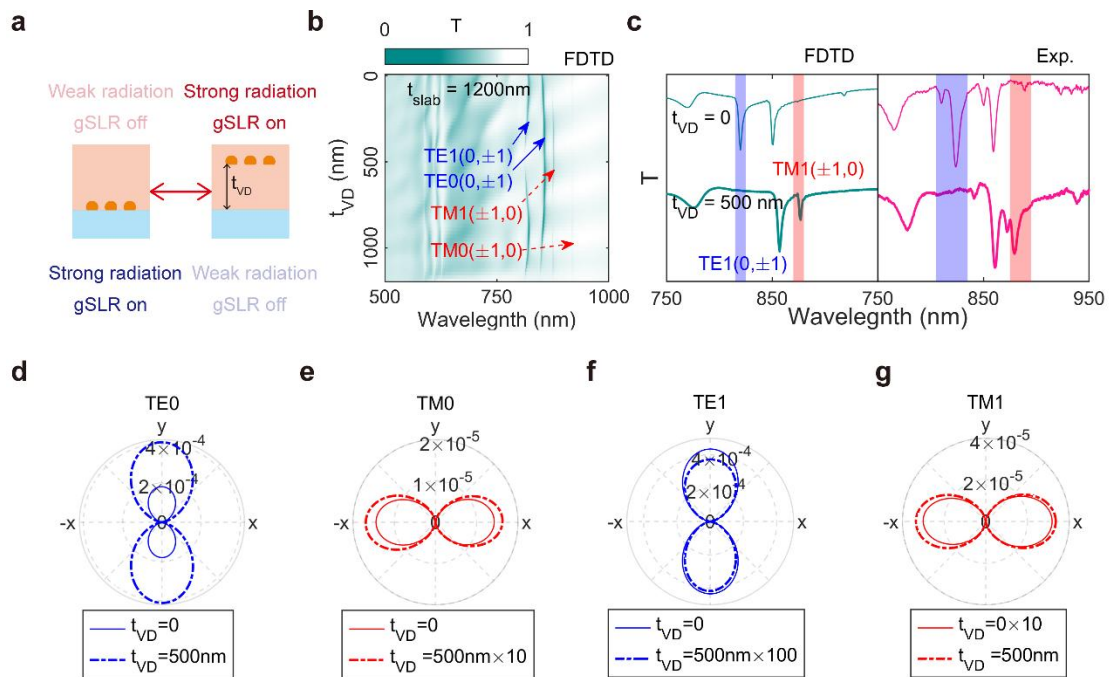 a
Weak radiation
gSLR off
Strong radiation
gSLR on
t_VD
Strong radiation
gSLR on
Weak radiation
gSLR off
b
0 T 1
FDTD
t_slab = 1200nm
TE1(0,±1)
TE0(0,±1)
TM1(±1,0)
TM0(±1,0)
0
500
1000
t_VD (nm)
500 750 1000
Wavelegnth (nm)
c
FDTD Exp.
t_VD = 0
TM1(±1,0)
t_VD = 500 nm
TE1(0,±1)
T
750 850 750 850 950
Wavelegnth (nm)
d
TE0
y
4×10^-4
2×10^-4
0
-x x
t_VD=0
t_VD=500nm
e
TM0
y
2×10^-5
1×10^-5
0
-x x
t_VD=0
t_VD=500nm×10
f
TE1
y
4×10^-4
2×10^-4
0
-x x
t_VD=0
t_VD=500nm×100
g
TM1
y
4×10^-5
2×10^-5
0
-x x
t_VD=0×10
t_VD=500nm